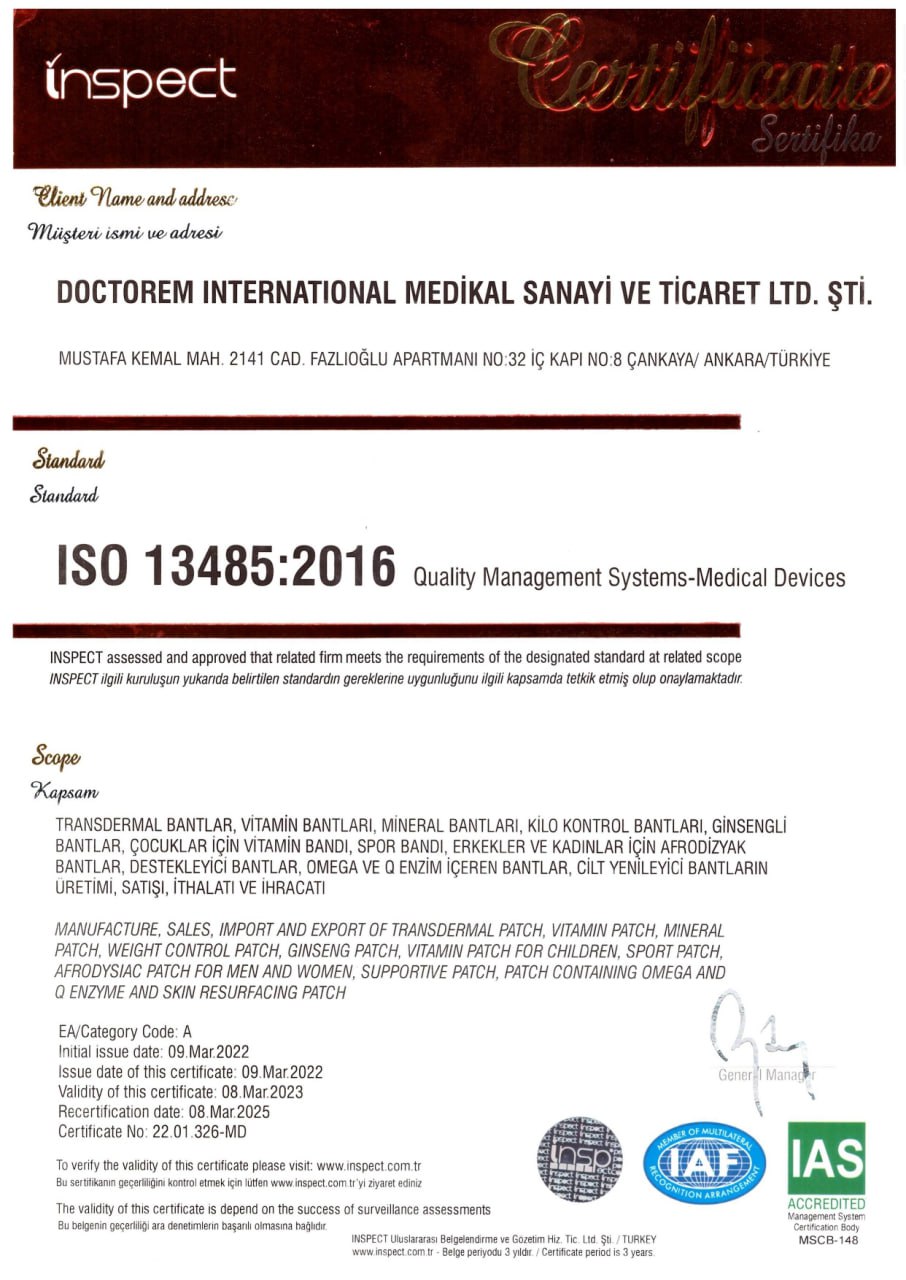 inspect
Certificate
Sertifika
Client Name and address
Müşteri ismi ve adresi
DOCTOREM INTERNATIONAL MEDİKAL SANAYİ VE TİCARET LTD. ŞTİ.
MUSTAFA KEMAL MAH. 2141 CAD. FAZLIOĞLU APARTMANI NO:32 İÇ KAPI NO:8 ÇANKAYA/ ANKARA/TÜRKİYE
Standard
Standard
ISO 13485:2016 Quality Management Systems-Medical Devices
INSPECT assessed and approved that related firm meets the requirements of the designated standard at related scope
INSPECT ilgili kuruluşun yukarıda belirtilen standardın gereklerine uygunluğunu ilgili kapsamda tetkik etmiş olup onaylamaktadır.
Scope
Kapsam
TRANSDERMAL BANTLAR, VİTAMİN BANTLARI, MİNERAL BANTLARI, KİLO KONTROL BANTLARI, GİNSENGLİ
BANTLAR, ÇOCUKLAR İÇİN VİTAMİN BANDI, SPOR BANDI, ERKEKLER VE KADINLAR İÇİN AFRODİZYAK
BANTLAR, DESTEKLEYİCİ BANTLAR, OMEGA VE Q ENZİM İÇEREN BANTLAR, CİLT YENİLEYİCİ BANTLARIN
ÜRETİMİ, SATIŞI, İTHALATI VE İHRACATI
MANUFACTURE, SALES, IMPORT AND EXPORT OF TRANSDERMAL PATCH, VITAMIN PATCH, MINERAL
PATCH, WEIGHT CONTROL PATCH, GINSENG PATCH, VITAMIN PATCH FOR CHILDREN, SPORT PATCH,
AFRODYSIAC PATCH FOR MEN AND WOMEN, SUPPORTIVE PATCH, PATCH CONTAINING OMEGA AND
Q ENZYME AND SKIN RESURFACING PATCH
EA/Category Code: A
Initial issue date: 09.Mar.2022
Issue date of this certificate: 09.Mar.2022
Validity of this certificate: 08.Mar.2023
Recertification date: 08.Mar.2025
Certificate No: 22.01.326-MD
General Manager
To verify the validity of this certificate please visit: www.inspect.com.tr
Bu sertifikanın geçerliliğini kontrol etmek için lütfen www.inspect.com.tr'yi ziyaret ediniz
The validity of this certificate is depend on the success of surveillance assessments
Bu belgenin geçerliliği ara denetimlerin başarılı olmasına bağlıdır.
MEMBER OF MULTILATERAL
IAF
RECOGNITION ARRANGEMENT
IAS
ACCREDITED
Management System
Certification Body
MSCB-148
INSPECT Uluslararası Belgelendirme ve Gözetim Hiz. Tic. Ltd. Şti. / TURKEY
www.inspect.com.tr - Belge periyodu 3 yıldır. / Certificate period is 3 years.